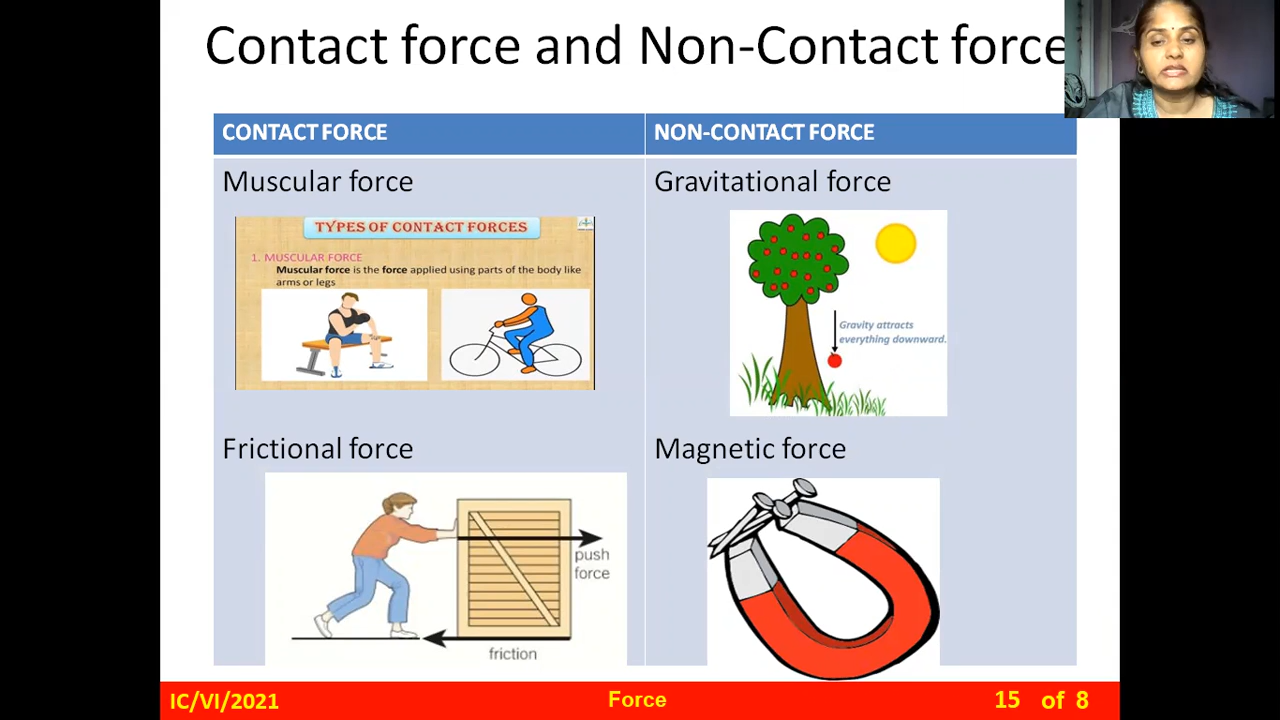 Contact force and Non-Contact force
CONTACT FORCE
NON-CONTACT FORCE
Muscular force
TYPES OF CONTACT FORCES
1. MUSCULAR FORCE
Muscular force is the force applied using parts of the body like
arms or legs
Gravitational force
Gravity attracts
everything downward.
Frictional force
push
force
friction
Magnetic force
IC/VI/2021
Force
15 of 8